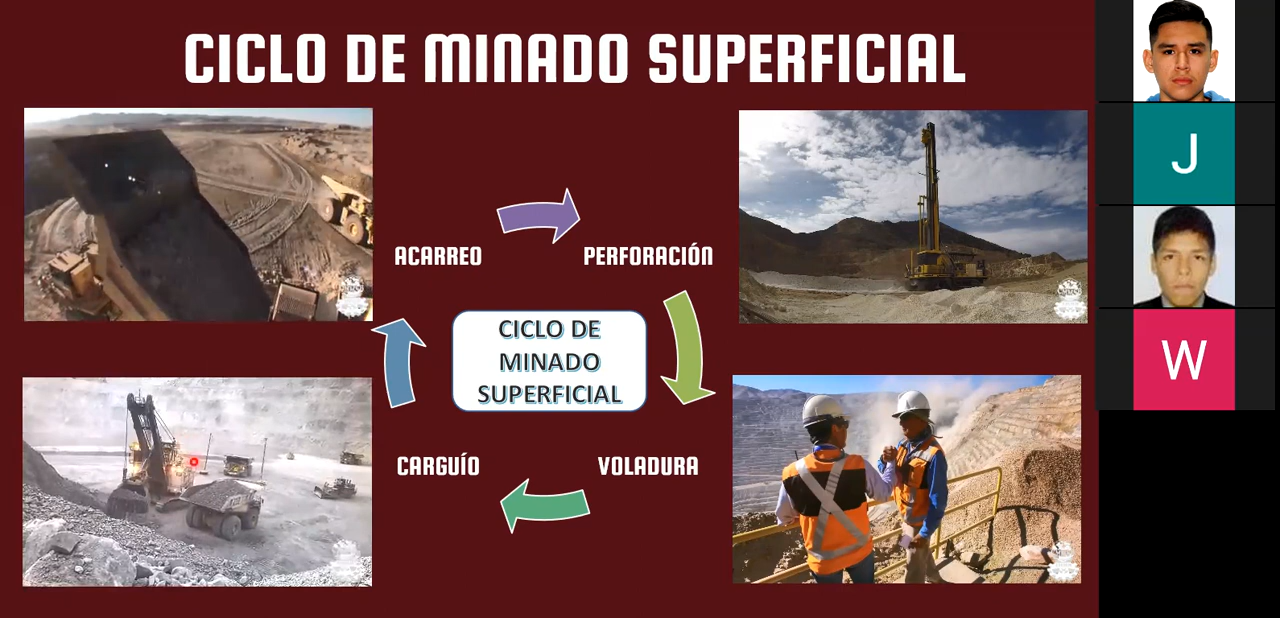 CICLO DE MINADO SUPERFICIAL
ACARREO
PERFORACIÓN
CICLO DE
MINADO
SUPERFICIAL
CARGUÍO
VOLADURA
J
W